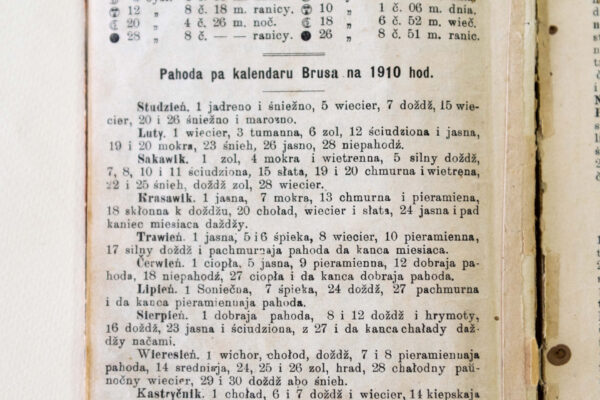 12 „ 8 č. 18 m. ranicy.
20 „ 4 č. 26 m. noč.
28 „ 8 č. — — ranicy.
10 „ 1 č. 06 m. dnia.
18 „ 6 č. 52 m. wieč.
26 „ 8 č. 51 m. ranic.
Pahoda pa kalendaru Brusa na 1910 hod.
Studzień. 1 jadreno i śniežno, 5 wiecier, 7 doždž, 15 wie-
cier, 20 i 26 śniežno i marozno.
Luty. 1 wiecier, 3 tumanna, 6 zol, 12 ściudziona i jasna,
19 i 20 mokra, 23 śnieh, 26 jasno, 28 niepahodź.
Sakawik. 1 zol, 4 mokra i wietrenna, 5 silny doždž,
7, 8, 10 i 11 ściudziona, 15 słata, 19 i 20 chmurna i wietrena,
22 i 25 śnieh, doždž zol, 28 wiecier.
Krasawik. 1 jasna, 7 mokra, 13 chmurna i pieramiena,
18 skłonna k doždžu, 20 choład, wiecier i słata, 24 jasna i pad
kaniec miesiaca daždžy.
Trawień. 1 jasna, 5 i 6 śpieka, 8 wiecier, 10 pieramienna,
17 silny doždž i pachmurnaja pahoda da kanca miesiaca.
Červień. 1 ciopła, 5 jasna, 9 pieramienna, 12 dobraja pa-
hoda, 18 niepahodź, 27 ciopła i da kanca dobraja pahoda.
Lipień. 1 Soniečna, 7 śpieka, 24 doždž, 27 pachmurna
i da kanca pieramiennaja pahoda.
Sierpień. 1 dobraja pahoda, 8 i 12 doždž i hrymoty,
16 doždž, 23 jasna i ściudziona, z 27 i da kanca chałady daž-
džy načami.
Wieresień. 1 wichor, chołod, doždž, 7 i 8 pieramiennaja
pahoda, 14 sredniaja, 24, 25 i 26 zol, hrad, 28 chałodny paŭ-
nočny wiecier, 29 i 30 doždž abo śnieh.
Kastryčnik. 1 choład, 6 i 7 doždž i wiecier, 14 kiepskaja